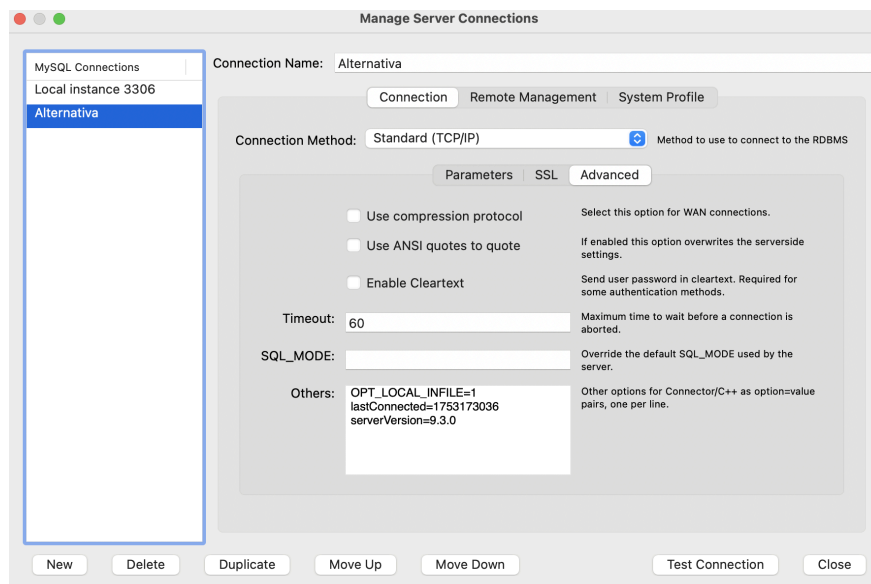 Manage Server Connections
MySQL Connections
Local instance 3306
Alternativa
Connection Name: Alternativa
Connection Remote Management System Profile
Connection Method: Standard (TCP/IP) Method to use to connect to the RDBMS
Parameters SSL Advanced
Use compression protocol Select this option for WAN connections.
Use ANSI quotes to quote If enabled this option overwrites the serverside
settings.
Enable Cleartext Send user password in cleartext. Required for
some authentication methods.
Timeout: 60 Maximum time to wait before a connection is
aborted.
SQL_MODE: Override the default SQL_MODE used by the
server.
Others: OPT_LOCAL_INFILE=1 Other options for Connector/C++ as option=value
lastConnected=1753173036 pairs, one per line.
serverVersion=9.3.0
New Delete Duplicate Move Up Move Down Test Connection Close